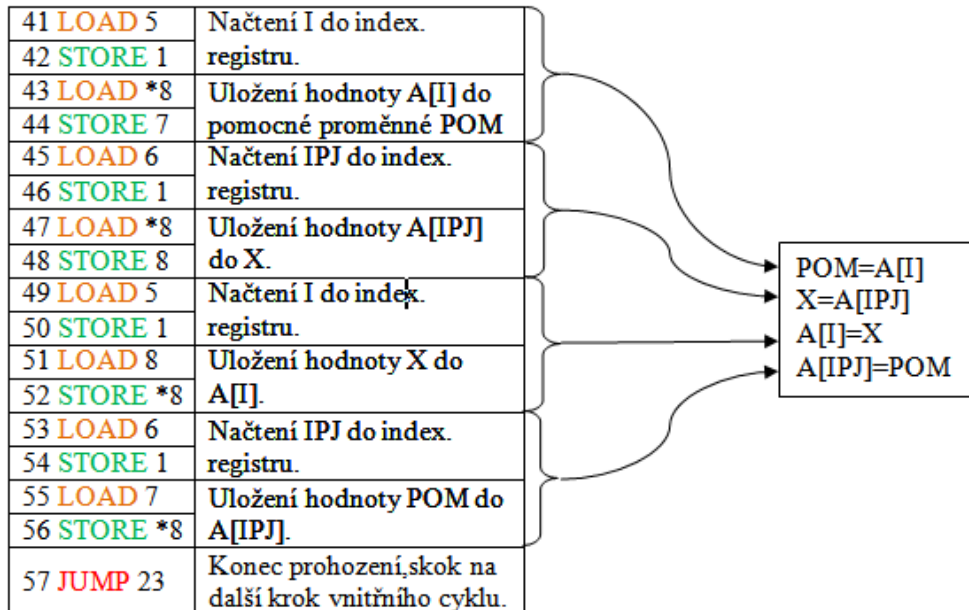 41 LOAD 5
42 STORE 1
Načtení I do index.
registru.
43 LOAD *8
44 STORE 7
Uložení hodnoty A[I] do
pomocné proměnné POM
45 LOAD 6
46 STORE 1
Načtení IPJ do index.
registru.
47 LOAD *8
48 STORE 8
Uložení hodnoty A[IPJ]
do X.
49 LOAD 5
50 STORE 1
Načtení I do index.
registru.
51 LOAD 8
52 STORE *8
Uložení hodnoty X do
A[I].
53 LOAD 6
54 STORE 1
Načtení IPJ do index.
registru.
55 LOAD 7
56 STORE *8
Uložení hodnoty POM do
A[IPJ].
57 JUMP 23
Konec prohození,skok na
další krok vnitřního cyklu.
POM=A[I]
X=A[IPJ]
A[I]=X
A[IPJ]=POM